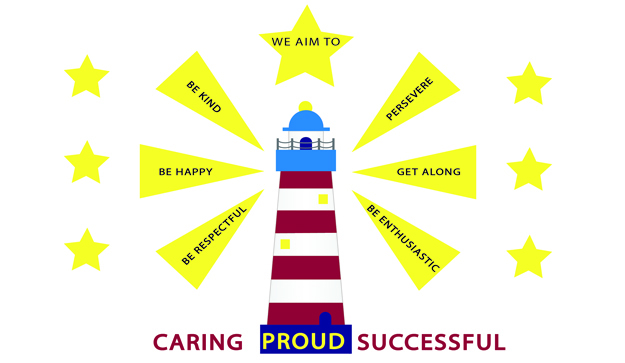 WE AIM TO
BE KIND
PERSEVERE
BE HAPPY
GET ALONG
BE RESPECTFUL
BE ENTHUSIASTIC
CARING PROUD SUCCESSFUL